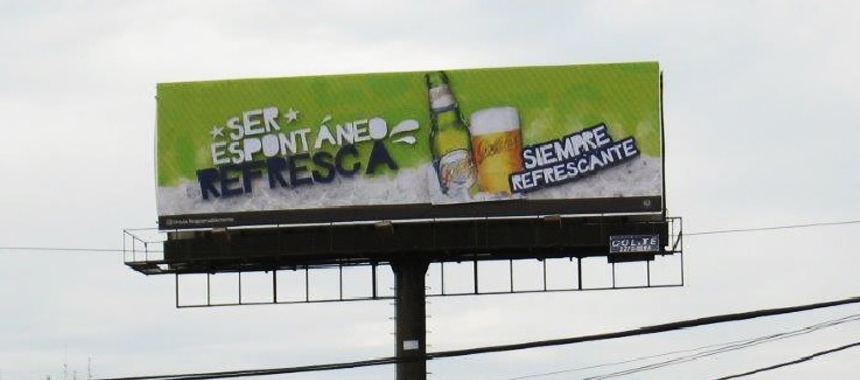 SER
ESPONTÁNEO
REFRESCA
SIEMPRE
REFRESCANTE